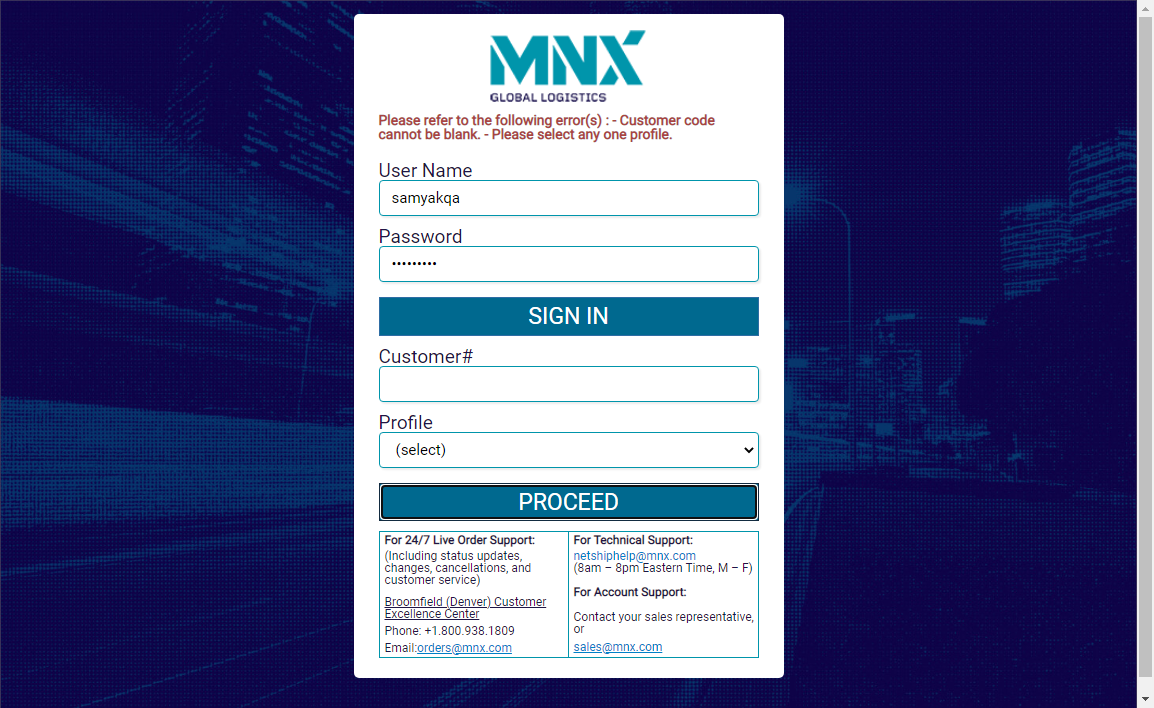 MNX
GLOBAL LOGISTICS
Please refer to the following error(s) : - Customer code
cannot be blank. - Please select any one profile.
User Name
samyakqa
Password
•••••••••
SIGN IN
Customer#
Profile
(select)
PROCEED
For 24/7 Live Order Support:
(Including status updates,
changes, cancellations, and
customer service)
Broomfield (Denver) Customer
Excellence Center
Phone: +1.800.938.1809
Email:orders@mnx.com
For Technical Support:
netshiphelp@mnx.com
(8am – 8pm Eastern Time, M – F)
For Account Support:
Contact your sales representative,
or
sales@mnx.com